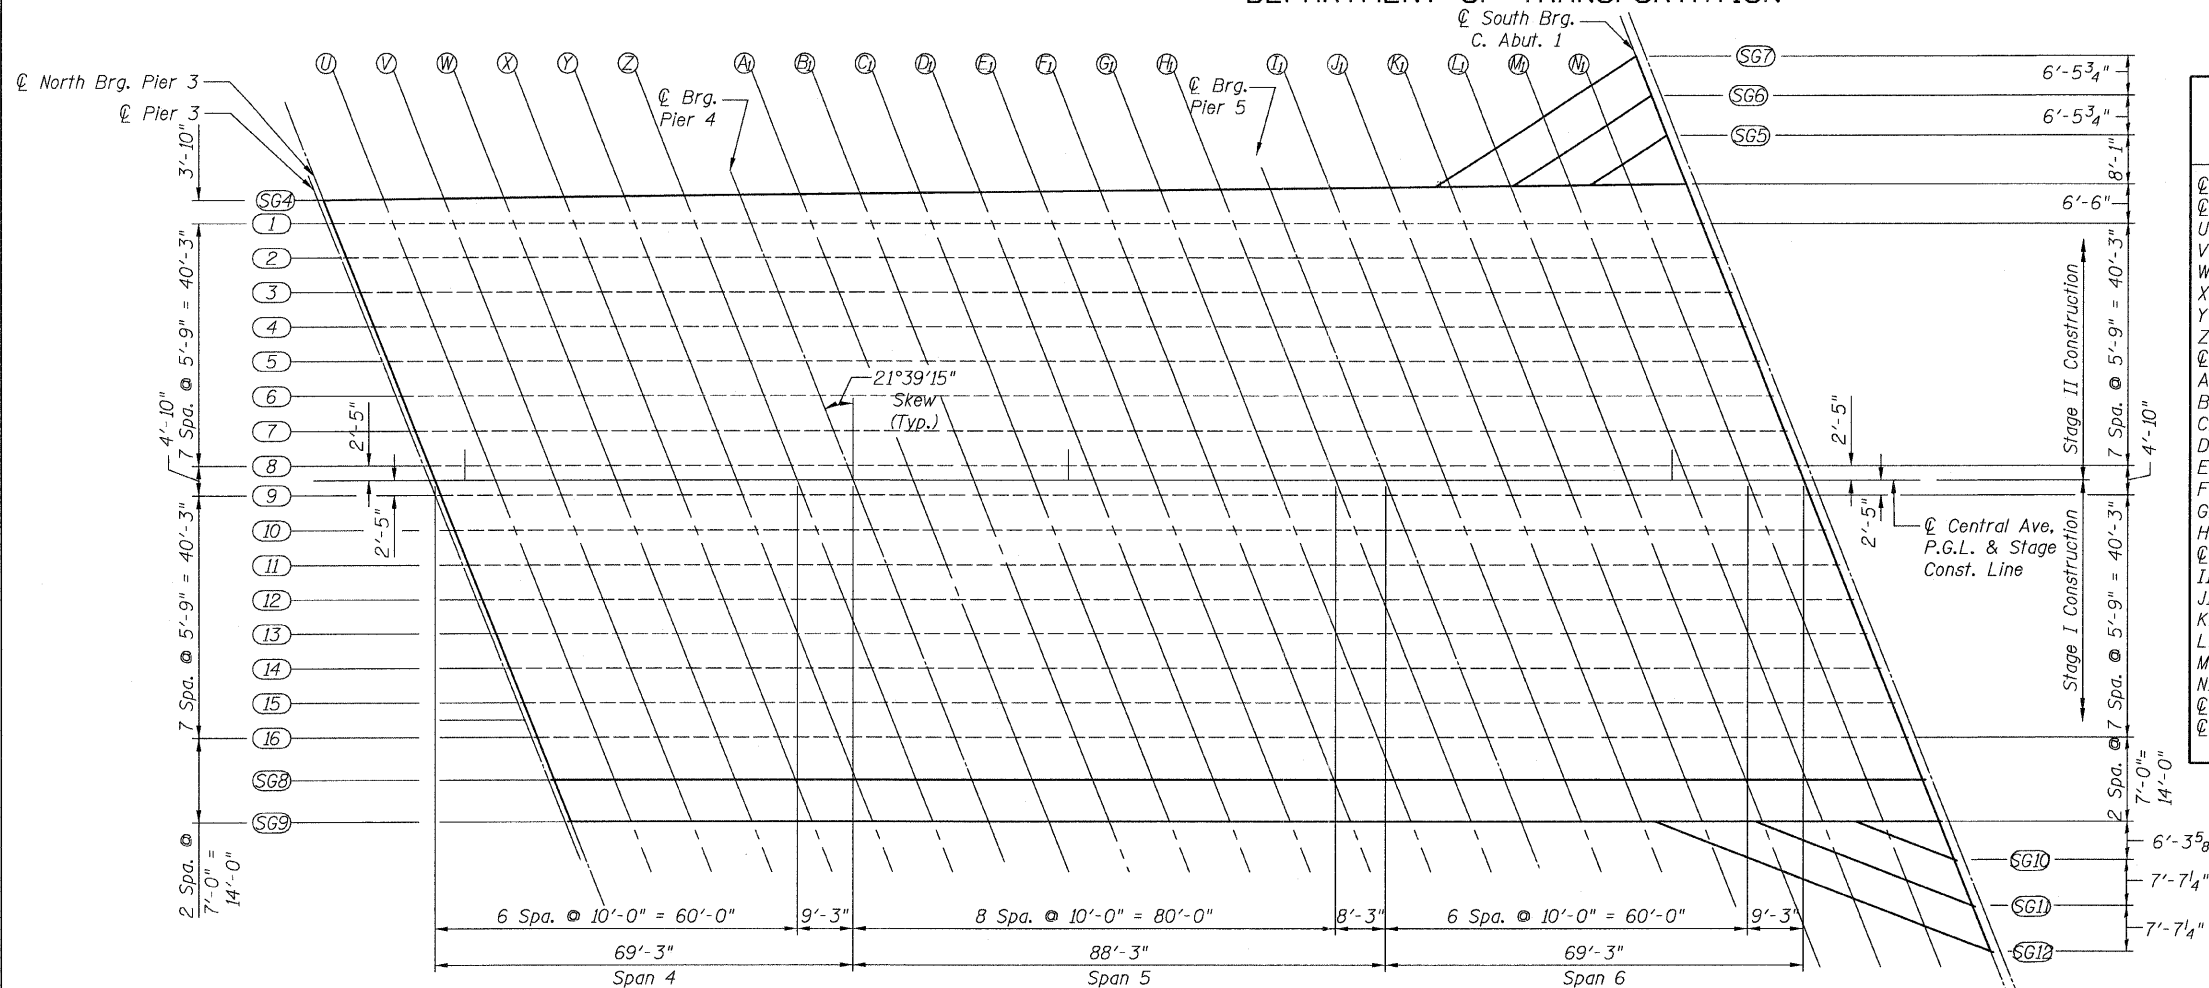 DEPARTMENT OF TRANSPORTATION
℄ South Brg.
C. Abut. 1
U V W X Y Z A1 B1 C1 D1 E1 F1 G1 H1 I1 J1 K1 L1 M1 N1
SG7
6'-5¾"
SG6
6'-5¾"
SG5
8'-1"
6'-6"
℄ North Brg. Pier 3
℄ Pier 3
℄ Brg.
Pier 4
℄ Brg.
Pier 5
3'-10"
SG4
1
2
3
4
5
6
7
8
9
10
11
12
13
14
15
16
SG8
SG9
7 Spa. @ 5'-9" = 40'-3"
4'-10"
7 Spa. @ 5'-9" = 40'-3"
2 Spa. @
7'-0" =
14'-0"
2'-5"
2'-5"
21°39'15"
Skew
(Typ.)
2'-5"
2'-5"
Stage II Construction
Stage I Construction
7 Spa. @ 5'-9" = 40'-3"
4'-10"
7 Spa. @ 5'-9" = 40'-3"
2 Spa. @
7'-0"=
14'-0"
℄ Central Ave,
P.G.L. & Stage
Const. Line
SG10
6'-3⅝
SG11
7'-7¼"
SG12
7'-7¼"
6 Spa. @ 10'-0" = 60'-0"
9'-3"
8 Spa. @ 10'-0" = 80'-0"
8'-3"
6 Spa. @ 10'-0" = 60'-0"
9'-3"
69'-3"
Span 4
88'-3"
Span 5
69'-3"
Span 6
℄
℄
U
V
W
X
Y
Z
℄
A
B
C
D
E
F
G
H
℄
I
J
K
L
M
N
℄
℄